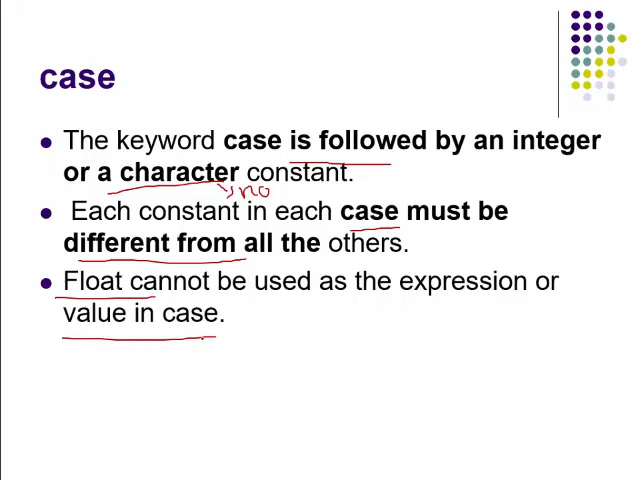 case
The keyword case is followed by an integer
or a character constant.
no
Each constant in each case must be
different from all the others.
Float cannot be used as the expression or
value in case.